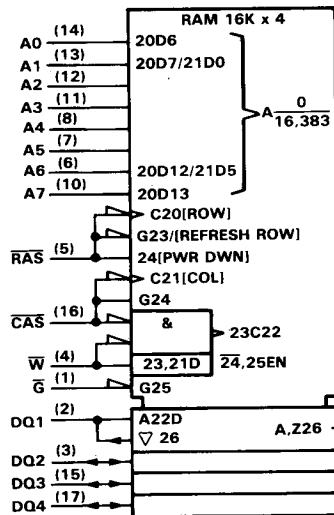 RAM 16K x 4
A0 (14) 20D6
A1 (13) 20D7/21D0
A2 (12)
A3 (11) A 0/16,383
A4 (8)
A5 (7)
A6 (6) 20D12/21D5
A7 (10) 20D13
C20[ROW]
G23/[REFRESH ROW]
R̅A̅S̅ (5) 24[PWR DWN]
C21[COL]
G24
C̅A̅S̅ (16) & 23C22
W̅ (4) 23,21D 2̅4̅,25EN
G̅ (1) G25
DQ1 (2) A22D
▽ 26 A,Z26
DQ2 (3)
DQ3 (15)
DQ4 (17)